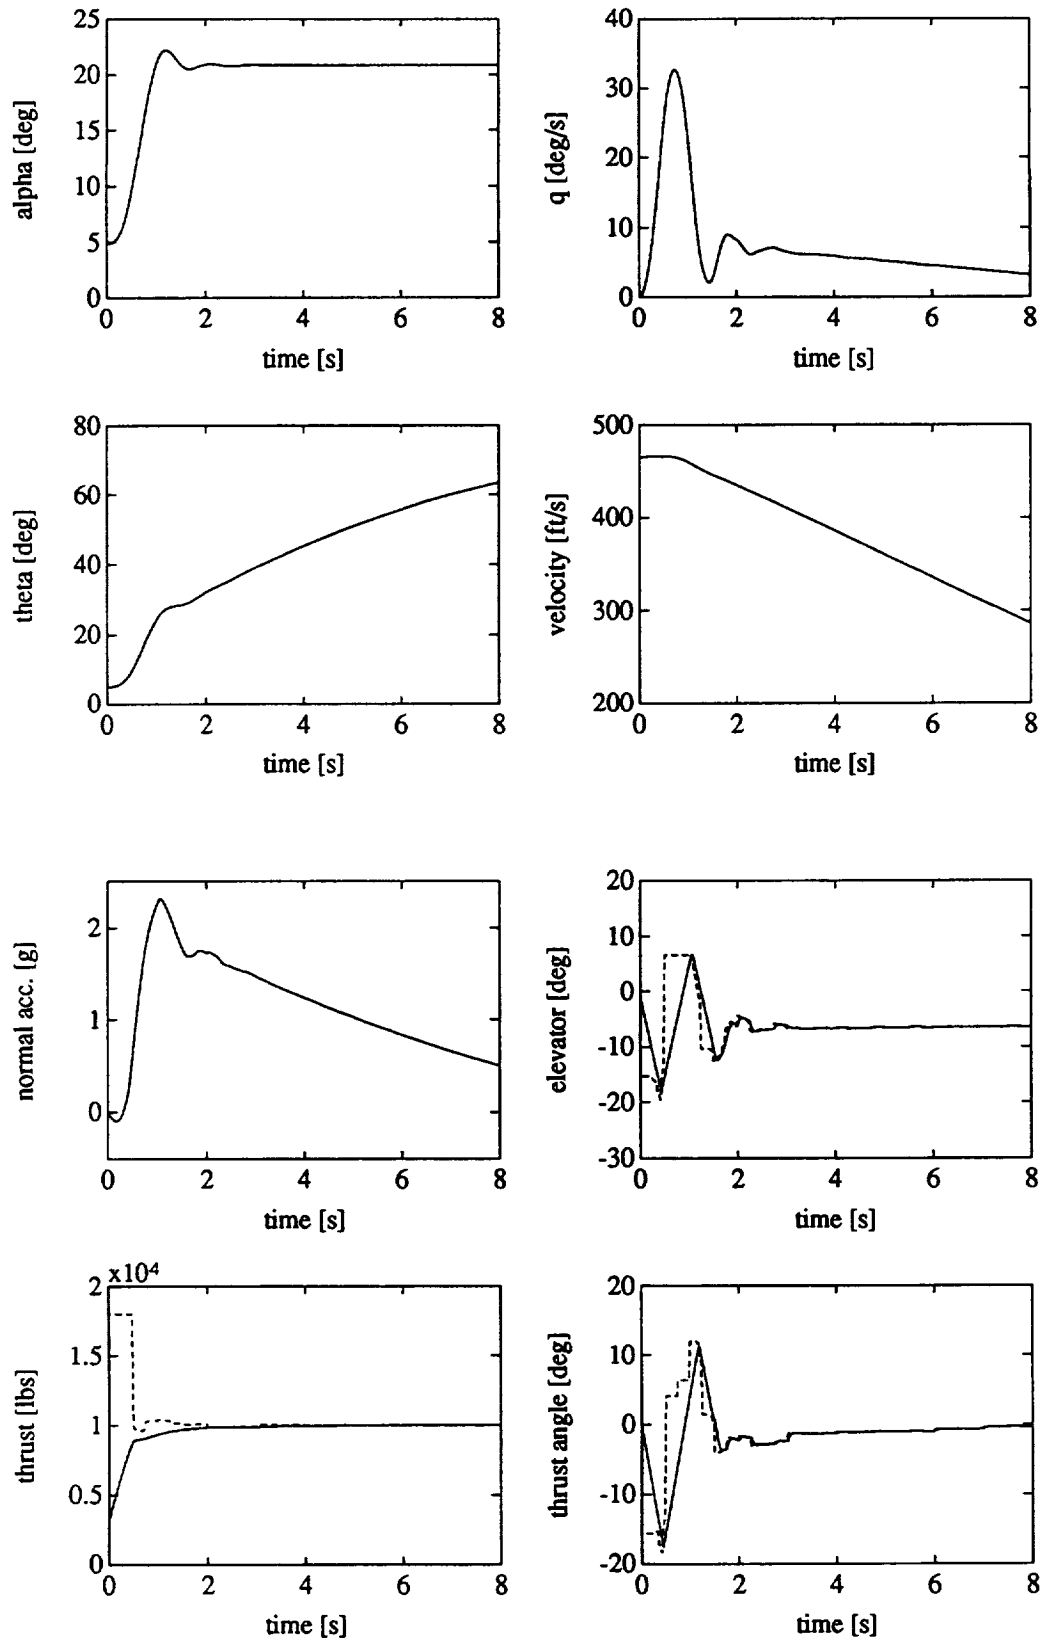 25
20
15
10
5
0
alpha [deg]
0 2 4 6 8
time [s]
40
30
20
10
0
q [deg/s]
0 2 4 6 8
time [s]
80
60
40
20
0
theta [deg]
0 2 4 6 8
time [s]
500
400
300
200
velocity [ft/s]
0 2 4 6 8
time [s]
2
1
0
normal acc. [g]
0 2 4 6 8
time [s]
20
10
0
-10
-20
-30
elevator [deg]
0 2 4 6 8
time [s]
x10⁴
2
1.5
1
0.5
0
thrust [lbs]
0 2 4 6 8
time [s]
20
10
0
-10
-20
thrust angle [deg]
0 2 4 6 8
time [s]